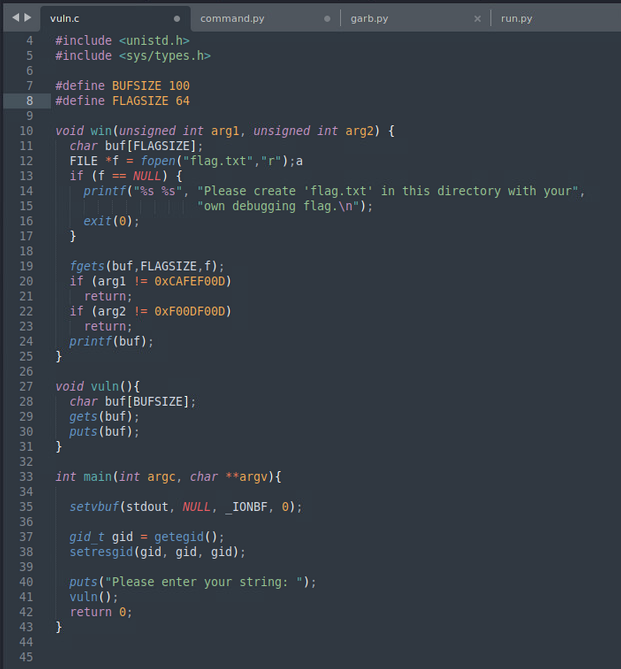 vuln.c command.py garb.py run.py
4 #include <unistd.h>
5 #include <sys/types.h>
6
7 #define BUFSIZE 100
8 #define FLAGSIZE 64
9
10 void win(unsigned int arg1, unsigned int arg2) {
11   char buf[FLAGSIZE];
12   FILE *f = fopen("flag.txt","r");a
13   if (f == NULL) {
14     printf("%s %s", "Please create 'flag.txt' in this directory with your",
15                     "own debugging flag.\n");
16     exit(0);
17   }
18
19   fgets(buf,FLAGSIZE,f);
20   if (arg1 != 0xCAFEF00D)
21     return;
22   if (arg2 != 0xF00DF00D)
23     return;
24   printf(buf);
25 }
26
27 void vuln(){
28   char buf[BUFSIZE];
29   gets(buf);
30   puts(buf);
31 }
32
33 int main(int argc, char **argv){
34
35   setvbuf(stdout, NULL, _IONBF, 0);
36
37   gid_t gid = getegid();
38   setresgid(gid, gid, gid);
39
40   puts("Please enter your string: ");
41   vuln();
42   return 0;
43 }
44
45